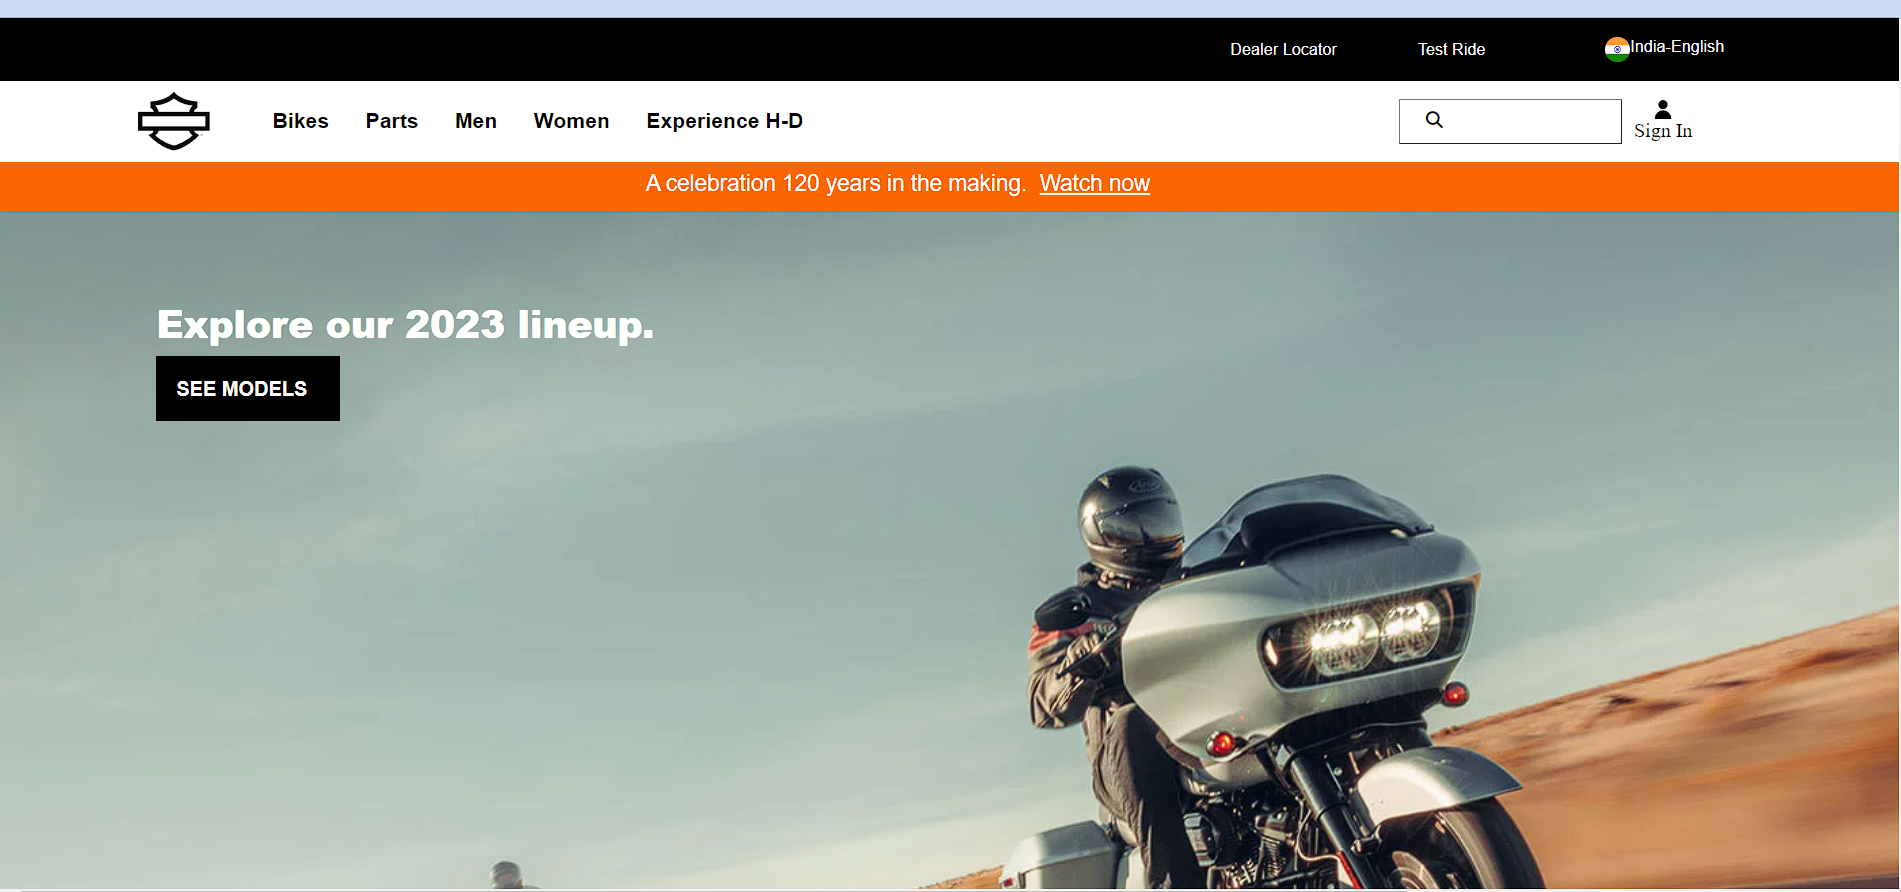 Dealer Locator
Test Ride
India-English
Bikes
Parts
Men
Women
Experience H-D
Sign In
A celebration 120 years in the making. Watch now
Explore our 2023 lineup.
SEE MODELS